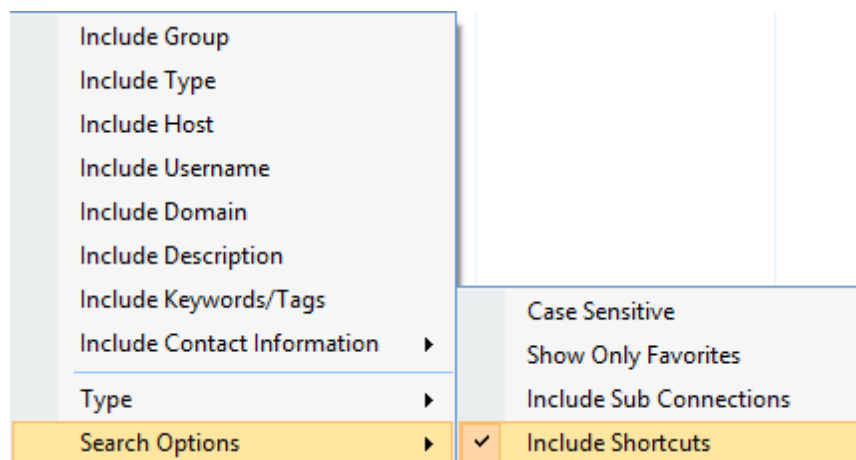 Include Group
Include Type
Include Host
Include Username
Include Domain
Include Description
Include Keywords/Tags
Include Contact Information
Type
Search Options
Case Sensitive
Show Only Favorites
Include Sub Connections
Include Shortcuts